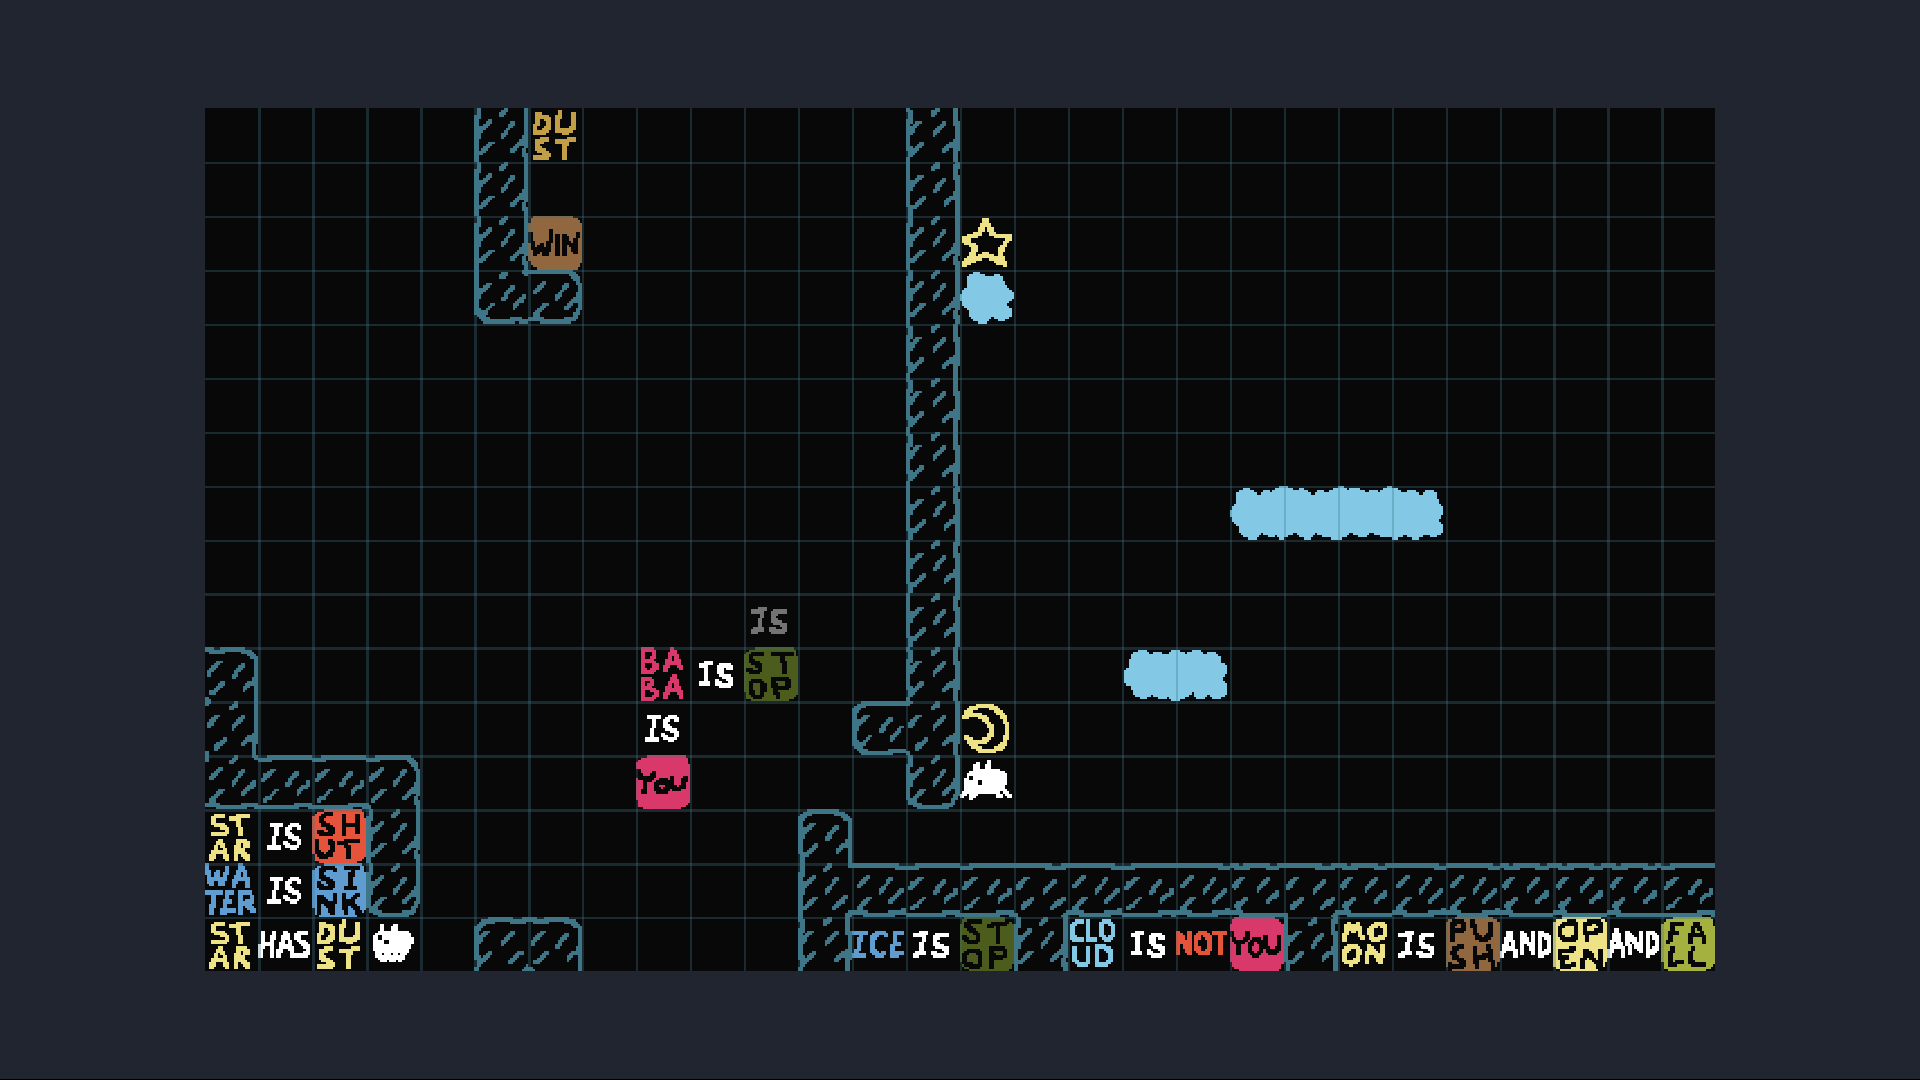 DUST
WIN
IS
BABA IS STOP
IS
YOU
STAR IS SHUT
WATER IS SINK
STAR HAS DUST ICE IS STOP CLOUD IS NOT YOU MOON IS PUSH AND OPEN AND FALL